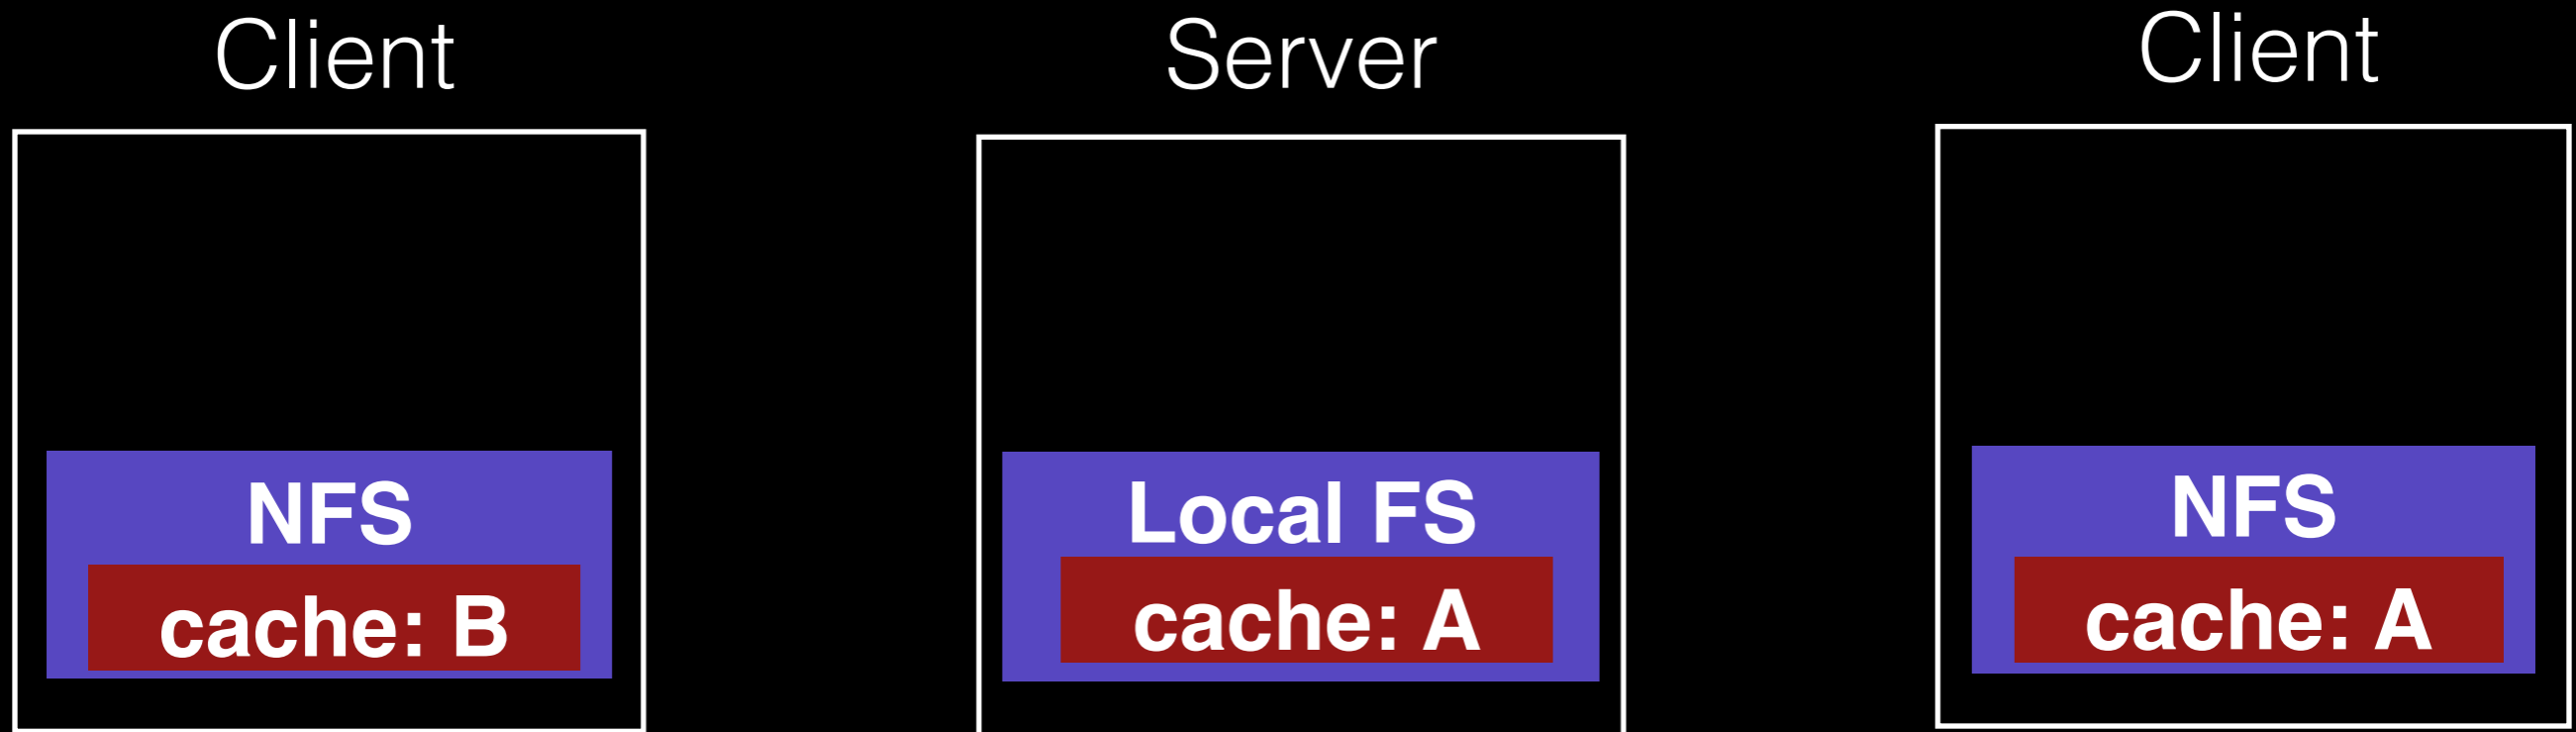 Client
Server
Client
NFS
cache: B
Local FS
cache: A
NFS
cache: A